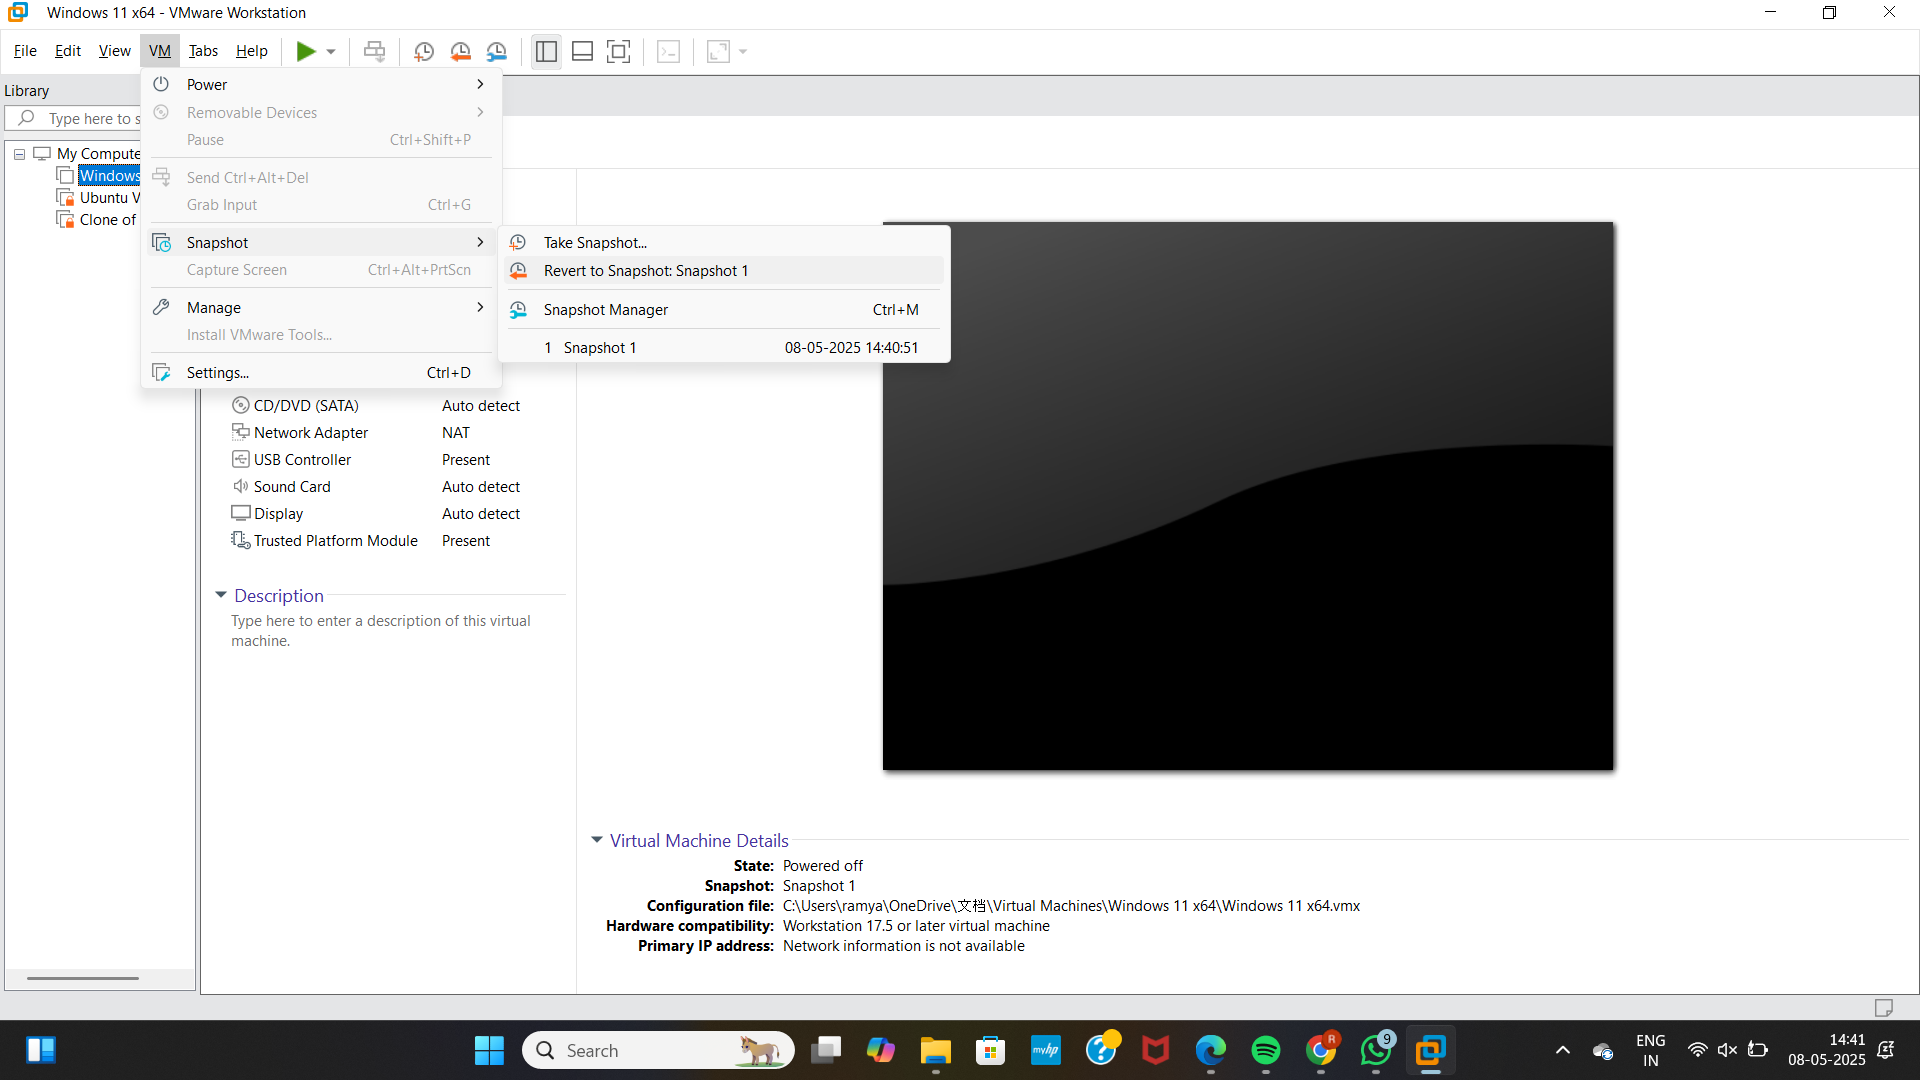 Windows 11 x64 - VMware Workstation
File Edit View VM Tabs Help
Library
Type here to s
My Compute
Windows
Ubuntu V
Clone of
Power
Removable Devices
Pause Ctrl+Shift+P
Send Ctrl+Alt+Del
Grab Input Ctrl+G
Snapshot
Capture Screen Ctrl+Alt+PrtScn
Manage
Install VMware Tools...
Settings... Ctrl+D
Take Snapshot...
Revert to Snapshot: Snapshot 1
Snapshot Manager Ctrl+M
1 Snapshot 1 08-05-2025 14:40:51
CD/DVD (SATA) Auto detect
Network Adapter NAT
USB Controller Present
Sound Card Auto detect
Display Auto detect
Trusted Platform Module Present
Description
Type here to enter a description of this virtual
machine.
Virtual Machine Details
State: Powered off
Snapshot: Snapshot 1
Configuration file: C:\Users\ramya\OneDrive\文档\Virtual Machines\Windows 11 x64\Windows 11 x64.vmx
Hardware compatibility: Workstation 17.5 or later virtual machine
Primary IP address: Network information is not available
Search
myhp
R
9
ENG
IN
14:41
08-05-2025